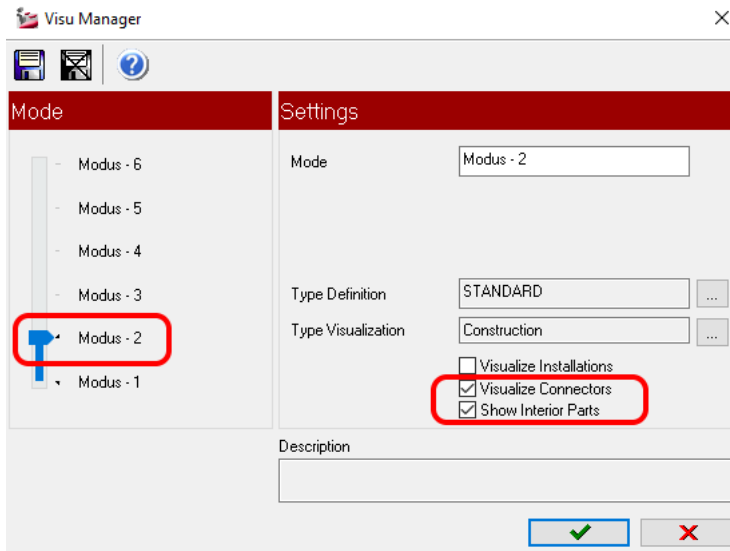 Visu Manager
Mode
Settings
Modus - 6
Modus - 5
Modus - 4
Modus - 3
Modus - 2
Modus - 1
Mode
Modus - 2
Type Definition
STANDARD
...
Type Visualization
Construction
...
Visualize Installations
Visualize Connectors
Show Interior Parts
Description